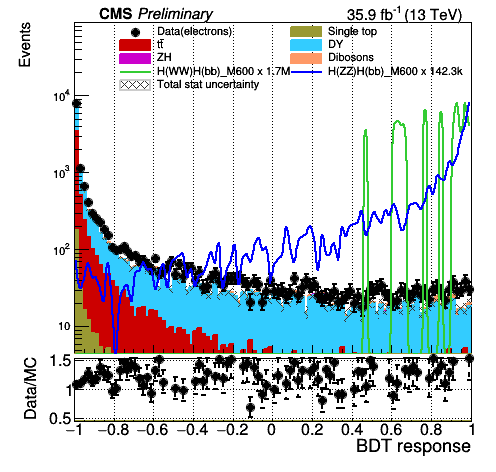 CMS Preliminary 35.9 fb⁻¹ (13 TeV)
Data(electrons) Single top
tt̄ DY
ZH Dibosons
H(WW)H(bb)_M600 x 1.7M H(ZZ)H(bb)_M600 x 142.3k
Total stat uncertainty
Events
10⁴
10³
10²
10
Data/MC
1.5
1
0.5
−1 −0.8 −0.6 −0.4 −0.2 0 0.2 0.4 0.6 0.8 1
BDT response